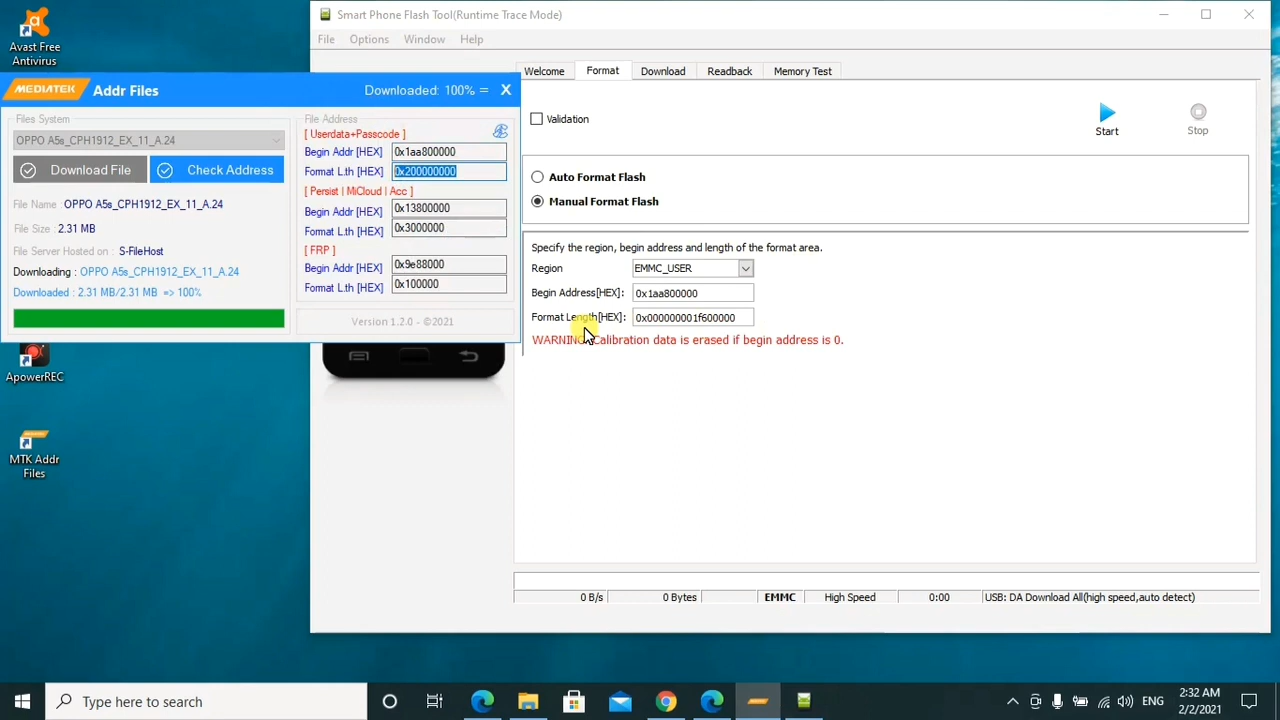 Avast Free
Antivirus
ApowerREC
MTK Addr
Files
MEDIATEK
Addr Files
Downloaded: 100% =
X
Files System
OPPO A5s_CPH1912_EX_11_A.24
Download File
Check Address
File Name : OPPO A5s_CPH1912_EX_11_A.24
File Size : 2.31 MB
File Server Hosted on : S-FileHost
Downloading : OPPO A5s_CPH1912_EX_11_A.24
Downloaded : 2.31 MB/2.31 MB => 100%
File Address
[ Userdata+Passcode ]
Begin Addr [HEX] 0x1aa800000
Format L.th [HEX] 0x200000000
[ Persist | MiCloud | Acc ]
Begin Addr [HEX] 0x13800000
Format L.th [HEX] 0x3000000
[ FRP ]
Begin Addr [HEX] 0x9e88000
Format L.th [HEX] 0x100000
Version 1.2.0 - ©2021
Smart Phone Flash Tool(Runtime Trace Mode)
File Options Window Help
Welcome Format Download Readback Memory Test
Validation
Start
Stop
Auto Format Flash
Manual Format Flash
Specify the region, begin address and length of the format area.
Region EMMC_USER
Begin Address[HEX]: 0x1aa800000
Format Length[HEX]: 0x000000001f600000
WARNING: Calibration data is erased if begin address is 0.
0 B/s 0 Bytes EMMC High Speed 0:00 USB: DA Download All(high speed,auto detect)
Type here to search
ENG
2:32 AM
2/2/2021